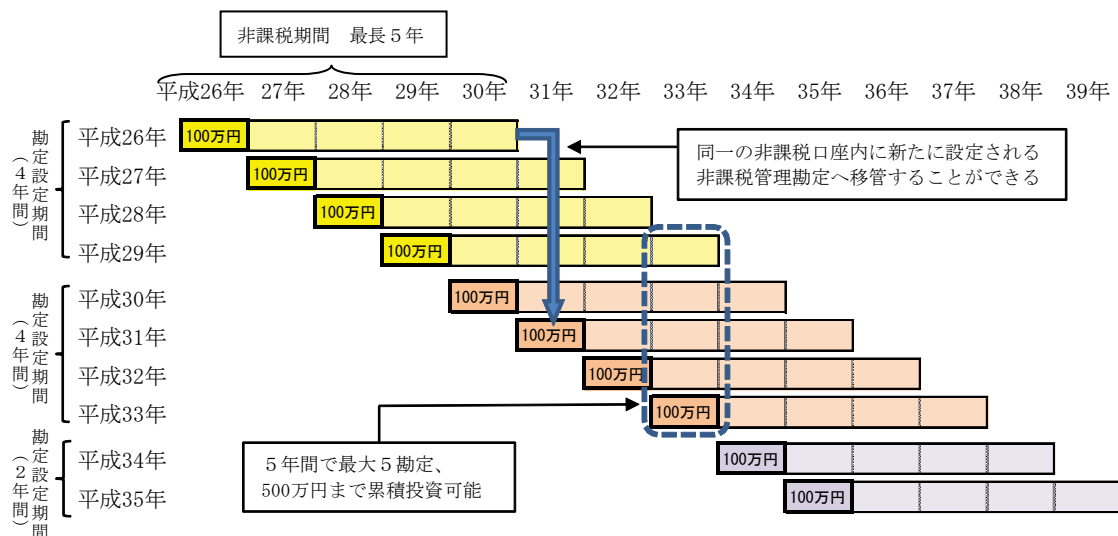 非課税期間　最長５年
平成26年 27年 28年 29年 30年 31年 32年 33年 34年 35年 36年 37年 38年 39年
勘定設定期間（４年間）
平成26年 100万円
平成27年 100万円
平成28年 100万円
平成29年 100万円
同一の非課税口座内に新たに設定される
非課税管理勘定へ移管することができる
勘定設定期間（４年間）
平成30年 100万円
平成31年 100万円
平成32年 100万円
平成33年 100万円
５年間で最大５勘定、
500万円まで累積投資可能
勘定設定期間（２年間）
平成34年 100万円
平成35年 100万円